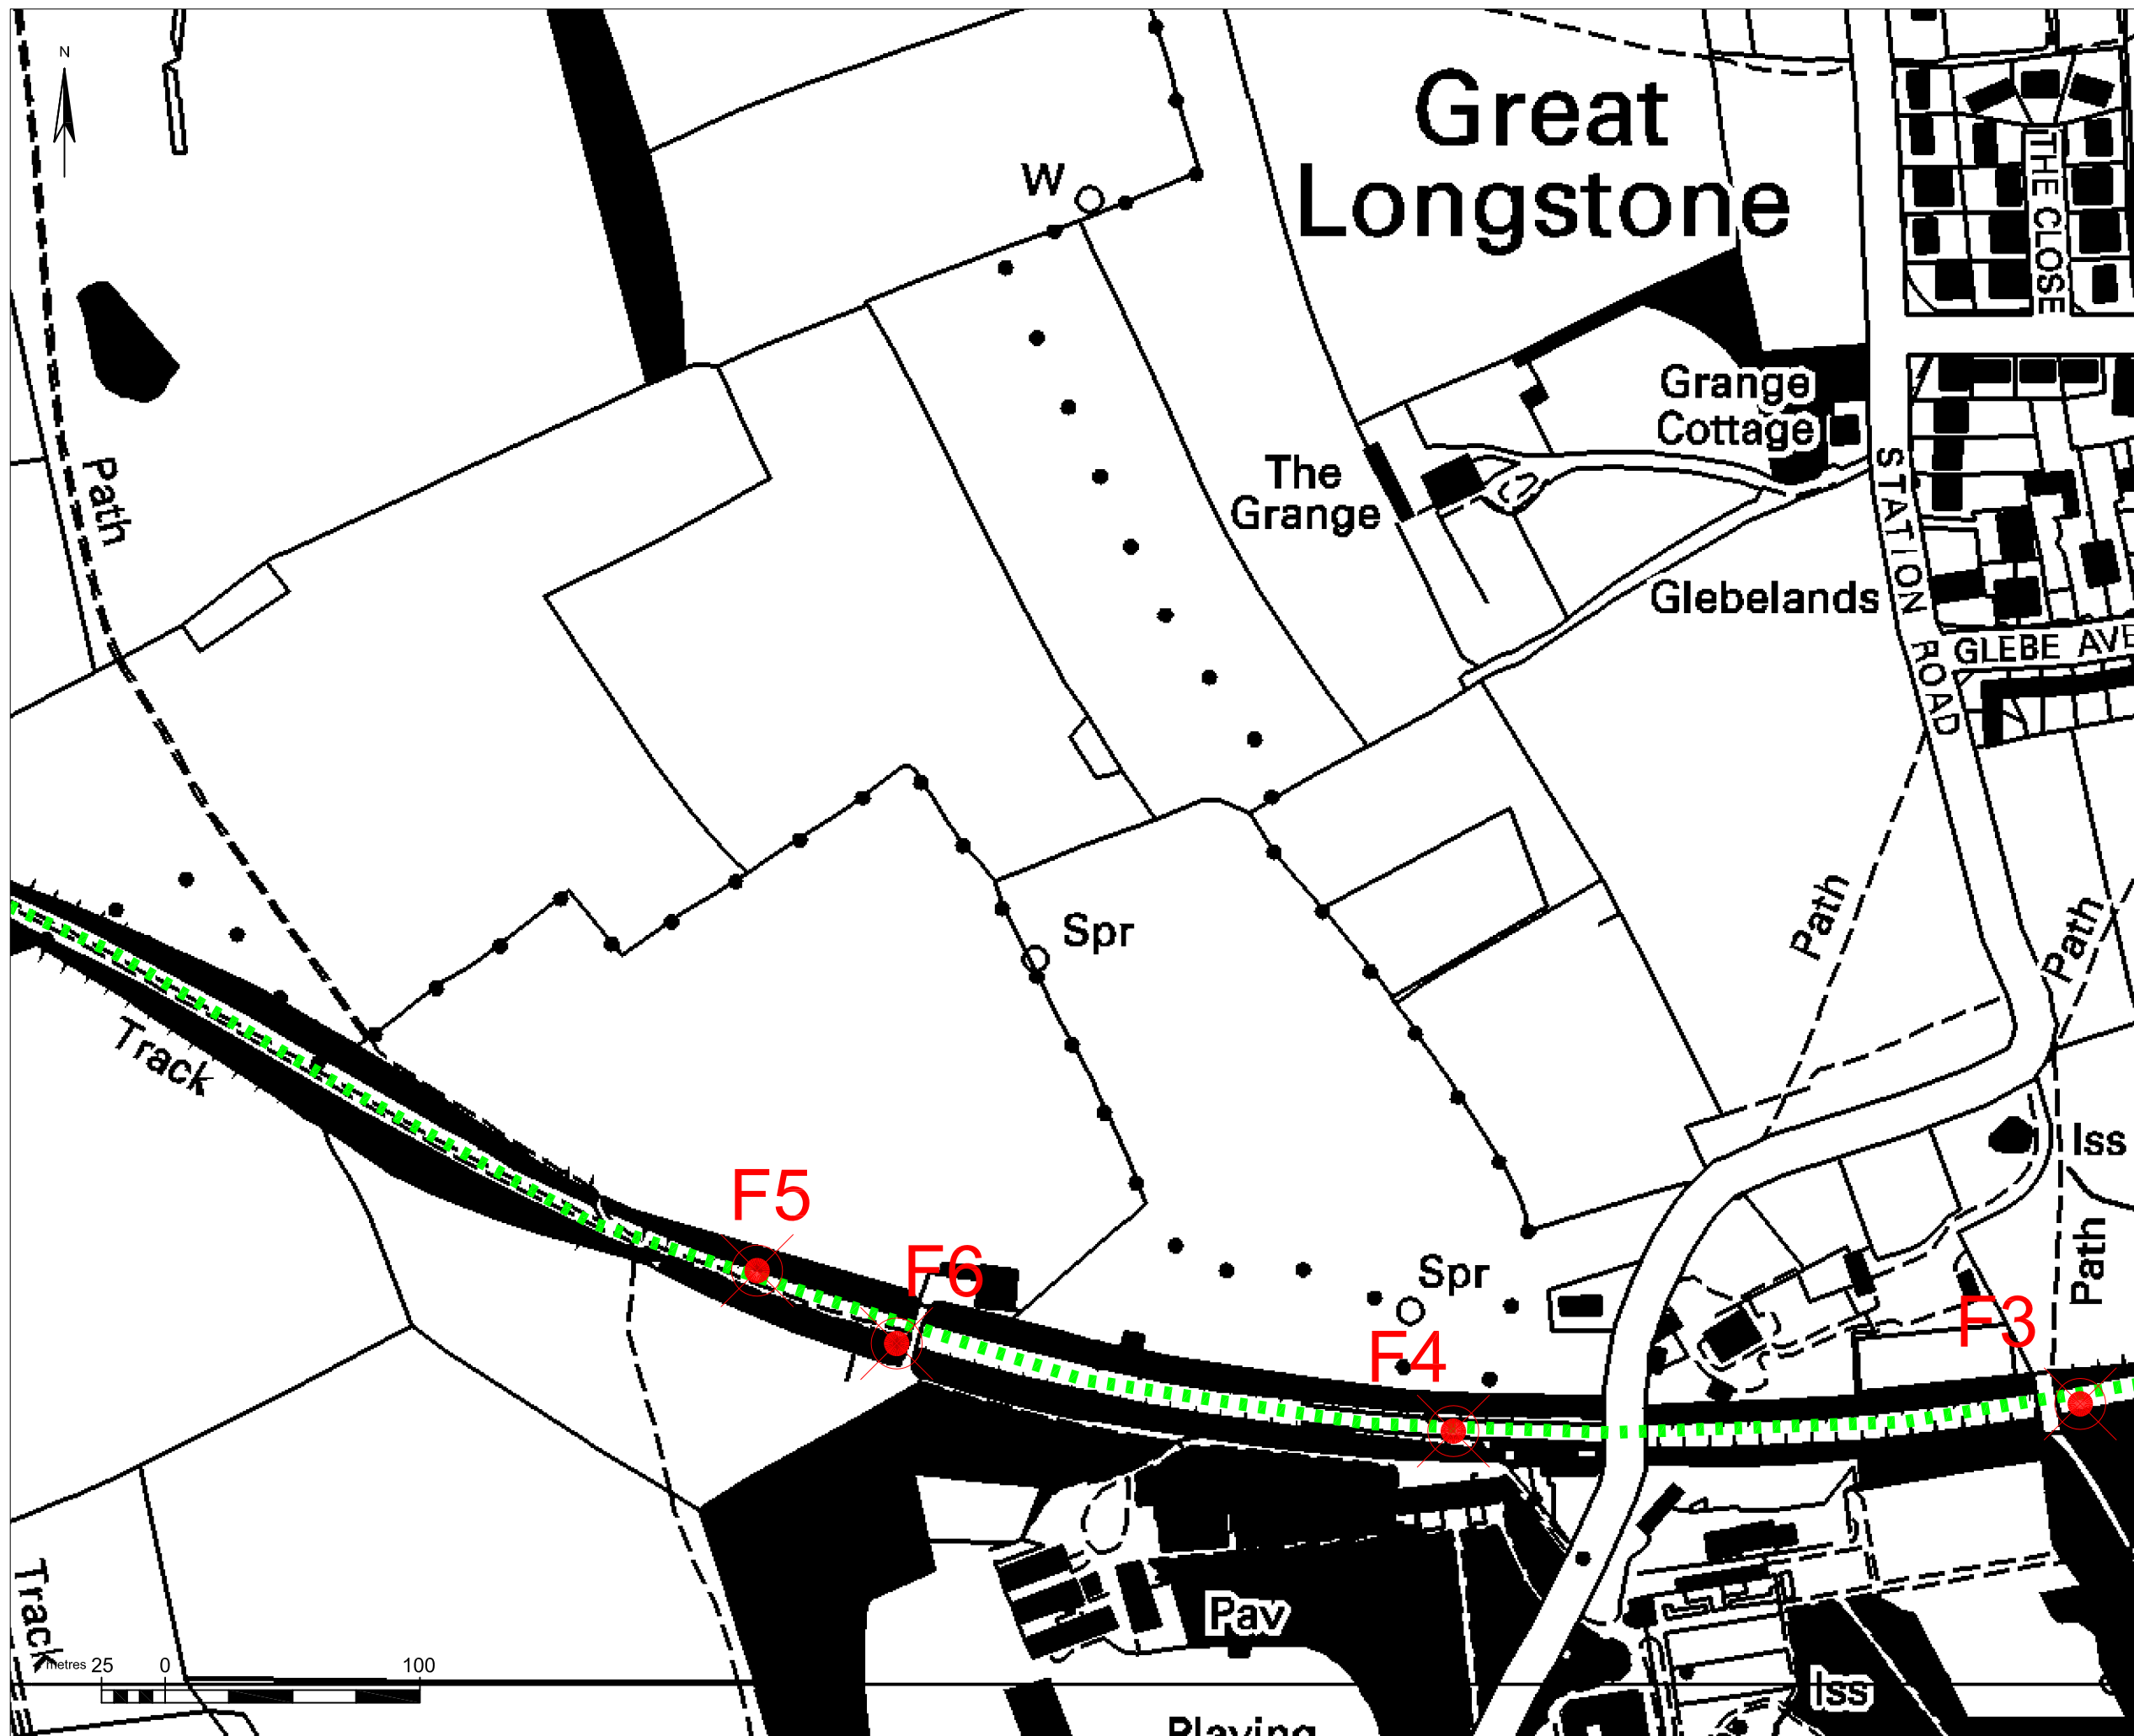 N
Great
Longstone
W
THE CLOSE
Grange
Cottage
The
Grange
Path
STATION ROAD
Glebelands
GLEBE AVE
Spr
Path
Path
Track
Iss
F5
F6
Spr
Path
F3
F4
Track
Pav
metres 25 0 100
Iss
Playing